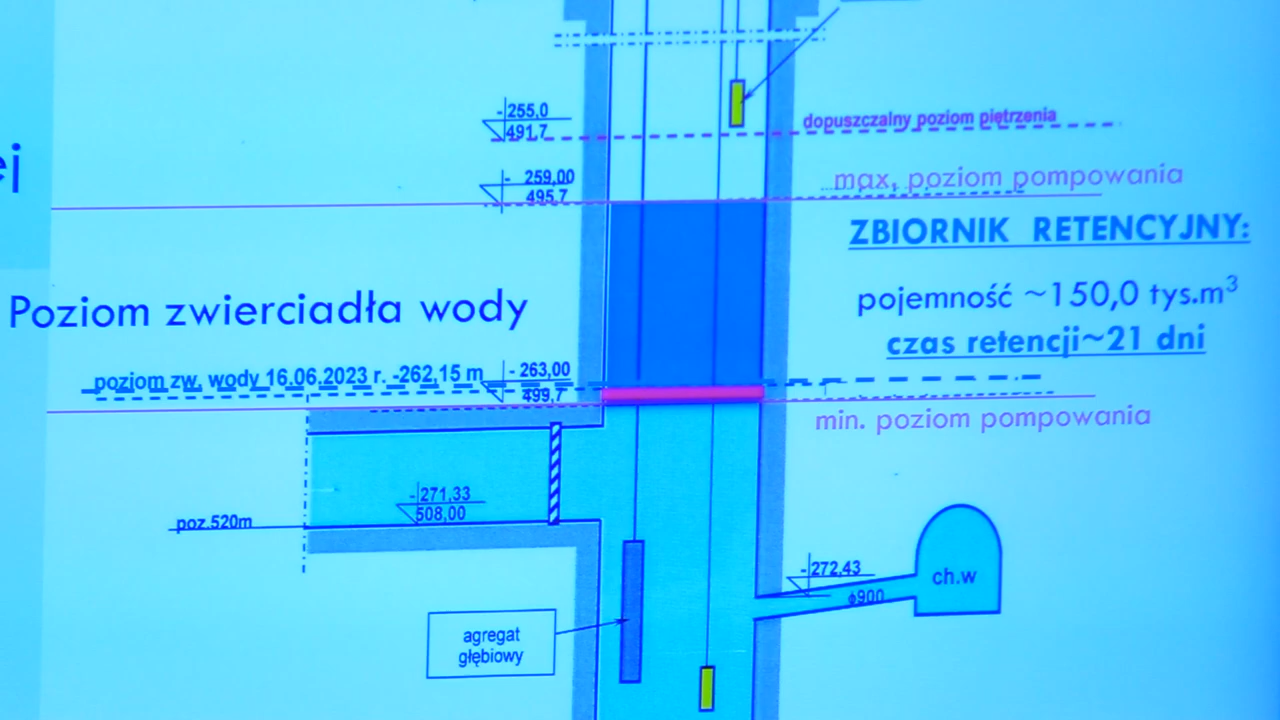 -255,0
491,7
dopuszczalny poziom piętrzenia
ej
- 259,00
495,7
max, poziom pompowania
ZBIORNIK RETENCYJNY:
Poziom zwierciadła wody
pojemność ~150,0 tys.m³
czas retencji~21 dni
poziom zw. wody 16.06.2023 r. -262,15 m
- 263,00
499,7
min. poziom pompowania
-271,33
508,00
poz.520m
-272,43
ϕ900
ch.w
agregat
głębiowy